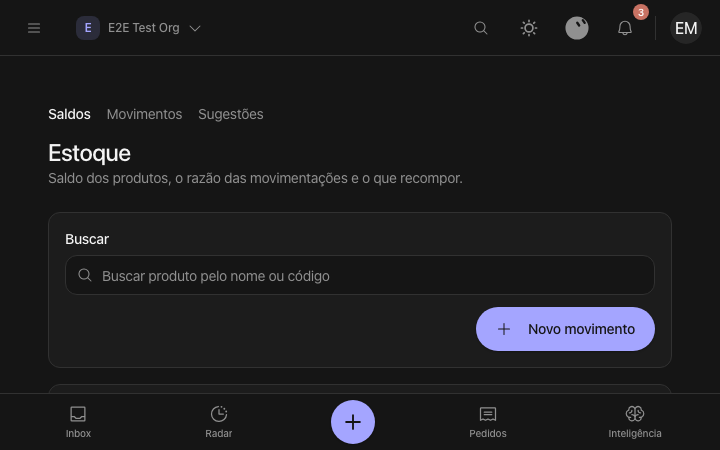 E
E2E Test Org
3
EM
Saldos
Movimentos
Sugestões
Estoque
Saldo dos produtos, o razão das movimentações e o que recompor.
Buscar
Buscar produto pelo nome ou código
Novo movimento
Inbox
Radar
Pedidos
Inteligência